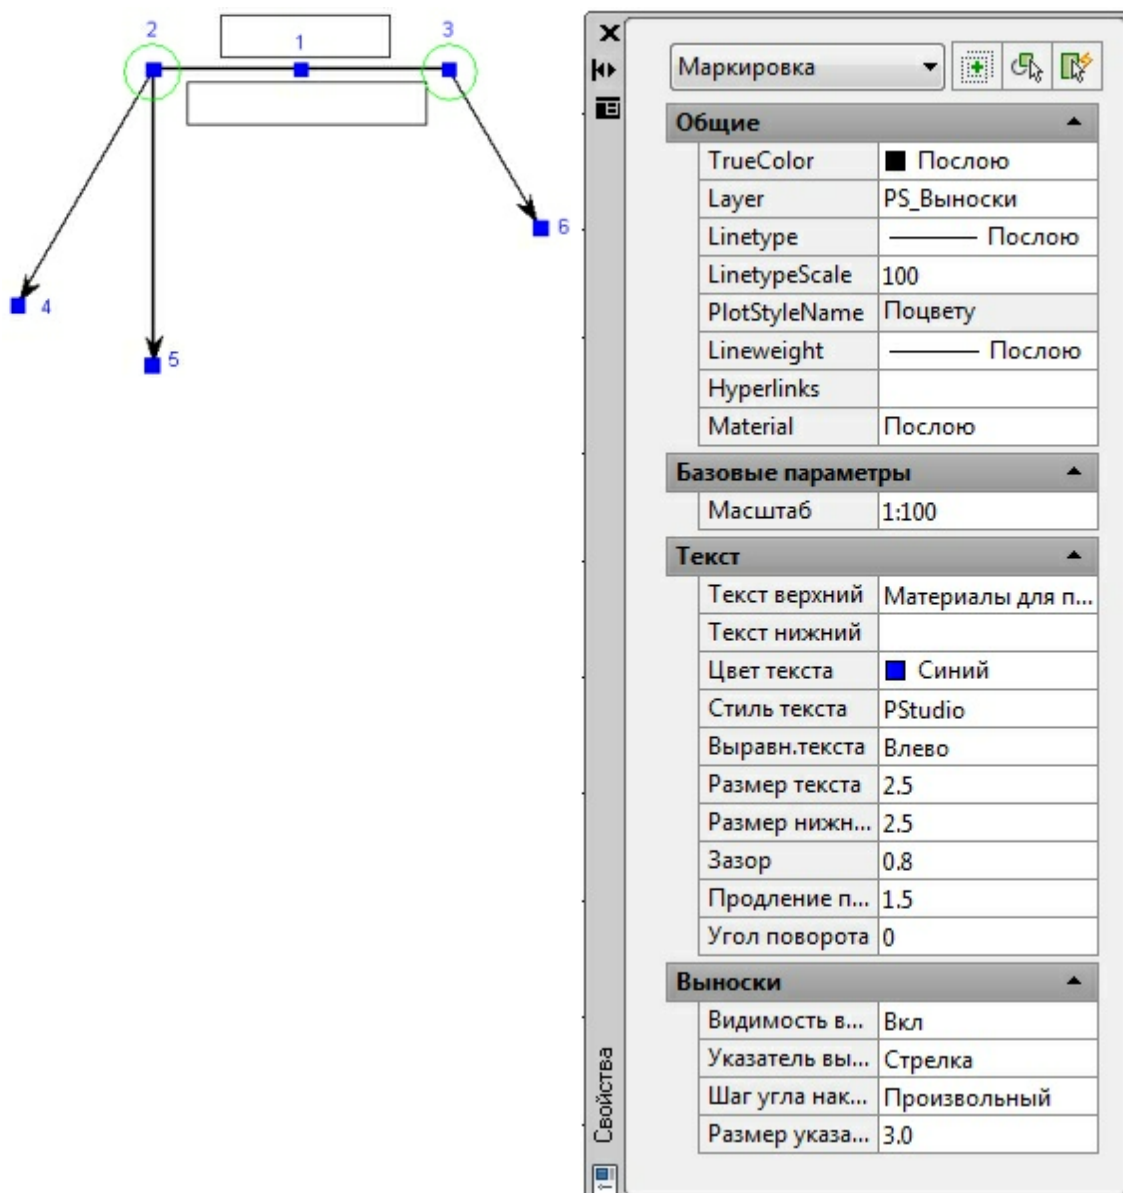 2
1
3
4
5
6
Маркировка
Общие
TrueColor Послою
Layer PS_Выноски
Linetype Послою
LinetypeScale 100
PlotStyleName Поцвету
Lineweight Послою
Hyperlinks
Material Послою
Базовые параметры
Масштаб 1:100
Текст
Текст верхний Материалы для п...
Текст нижний
Цвет текста Синий
Стиль текста PStudio
Выравн.текста Влево
Размер текста 2.5
Размер нижн... 2.5
Зазор 0.8
Продление п... 1.5
Угол поворота 0
Выноски
Видимость в... Вкл
Указатель вы... Стрелка
Шаг угла нак... Произвольный
Размер указа... 3.0
Свойства